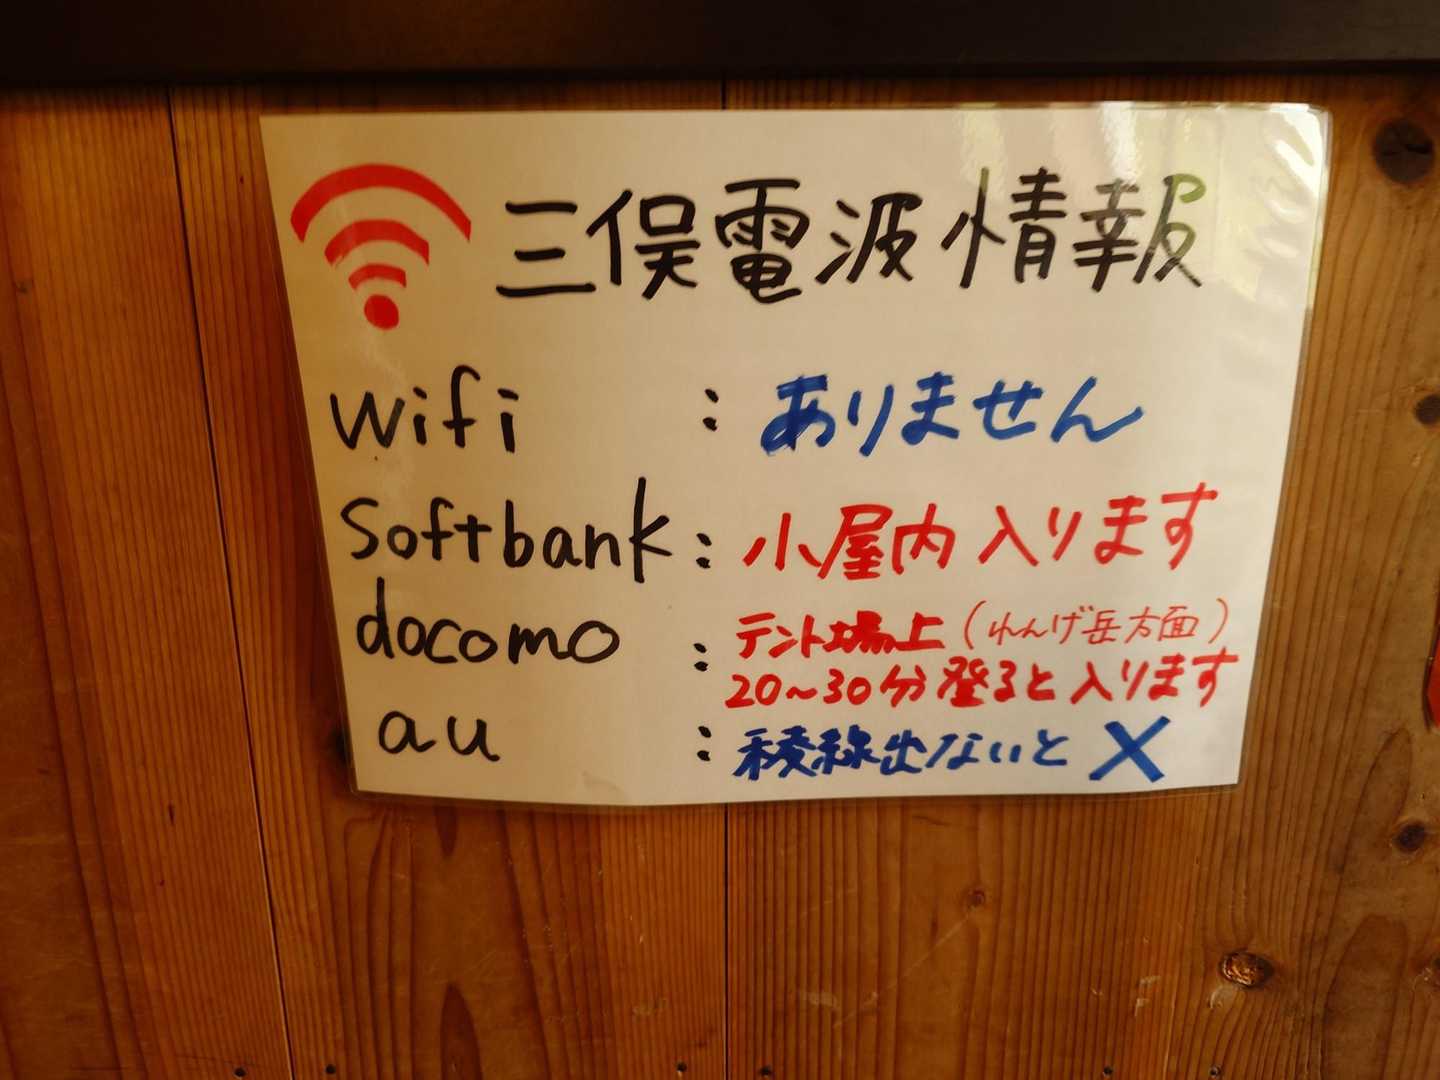 三俣電波情報
wifi : ありません
Softbank : 小屋内 入ります
docomo : テント場上(れんげ岳方面)
20~30分登ると入ります
au : 稜線出ないと ×